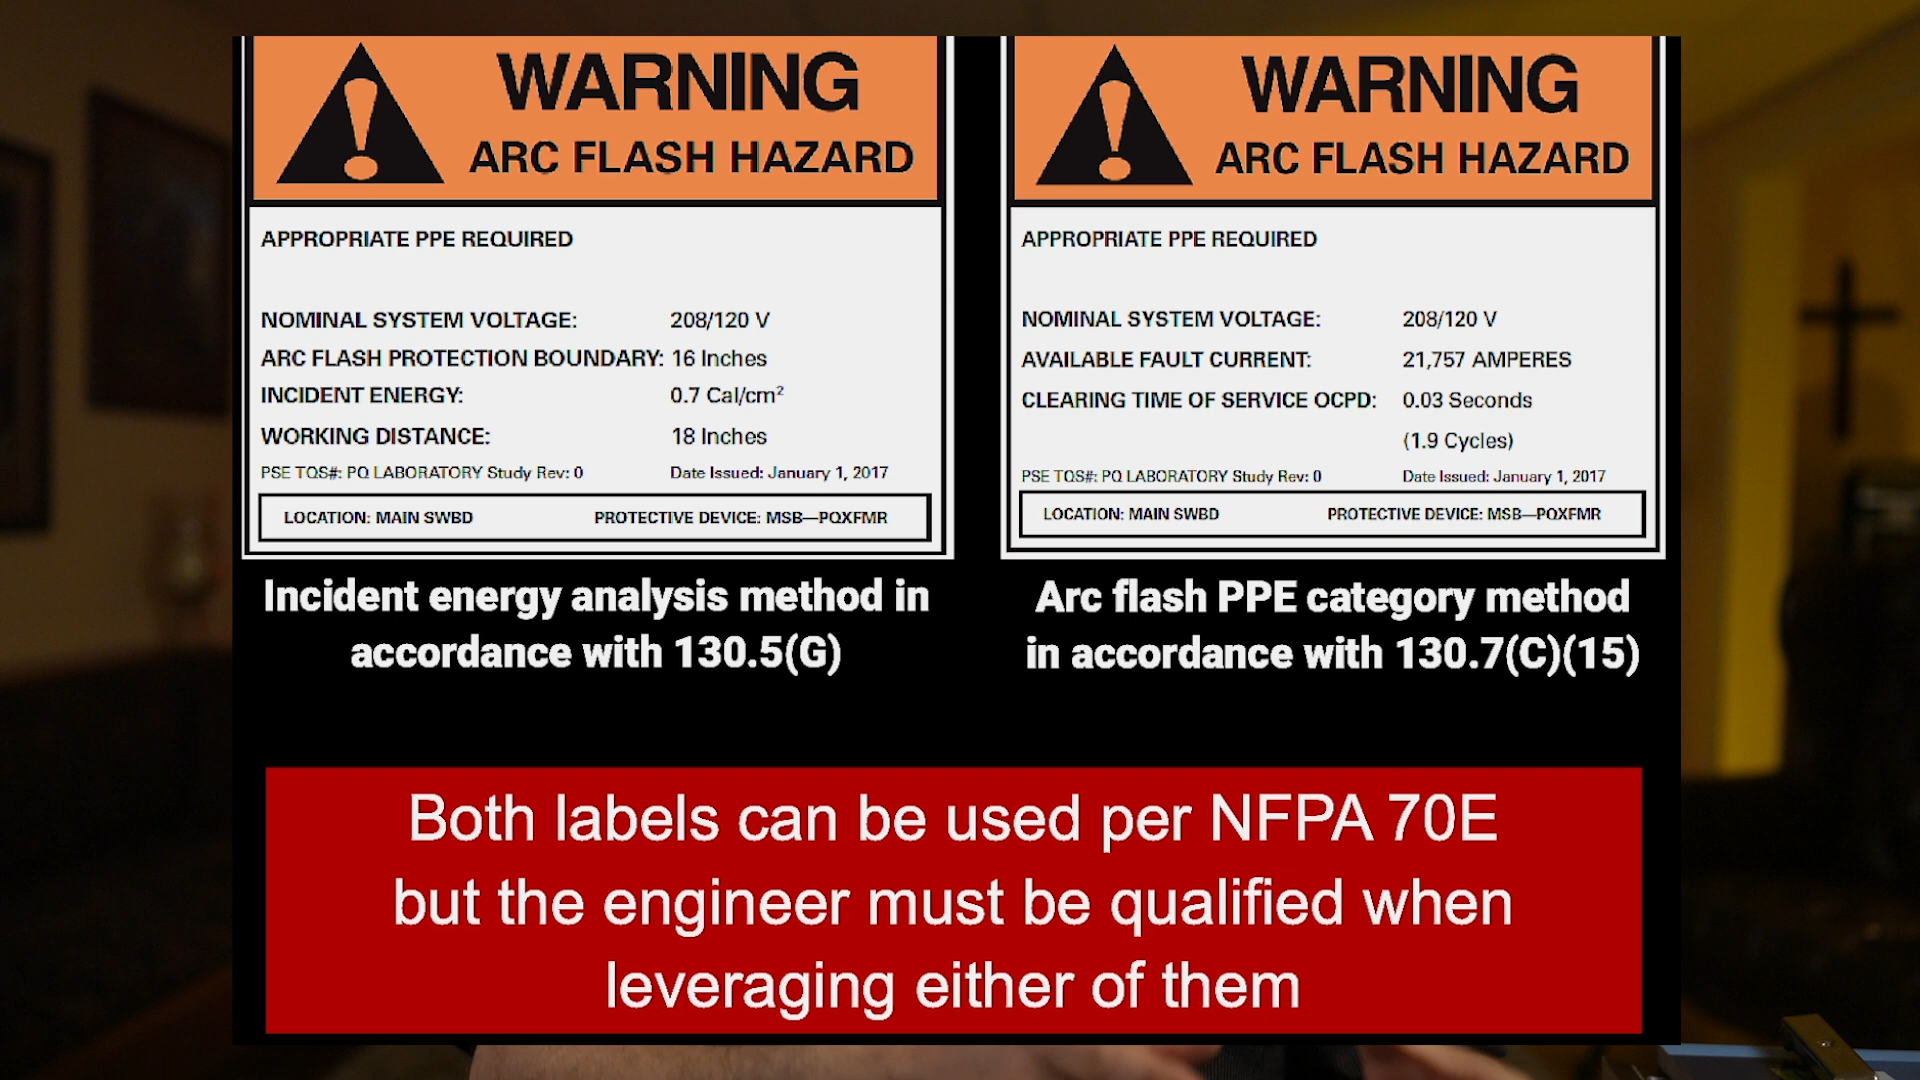 WARNING
ARC FLASH HAZARD
APPROPRIATE PPE REQUIRED
NOMINAL SYSTEM VOLTAGE: 208/120 V
ARC FLASH PROTECTION BOUNDARY: 16 Inches
INCIDENT ENERGY: 0.7 Cal/cm²
WORKING DISTANCE: 18 Inches
PSE TQS#: PQ LABORATORY Study Rev: 0 Date Issued: January 1, 2017
LOCATION: MAIN SWBD PROTECTIVE DEVICE: MSB—PQXFMR
Incident energy analysis method in
accordance with 130.5(G)
WARNING
ARC FLASH HAZARD
APPROPRIATE PPE REQUIRED
NOMINAL SYSTEM VOLTAGE: 208/120 V
AVAILABLE FAULT CURRENT: 21,757 AMPERES
CLEARING TIME OF SERVICE OCPD: 0.03 Seconds
(1.9 Cycles)
PSE TQS#: PQ LABORATORY Study Rev: 0 Date Issued: January 1, 2017
LOCATION: MAIN SWBD PROTECTIVE DEVICE: MSB—PQXFMR
Arc flash PPE category method
in accordance with 130.7(C)(15)
Both labels can be used per NFPA 70E
but the engineer must be qualified when
leveraging either of them